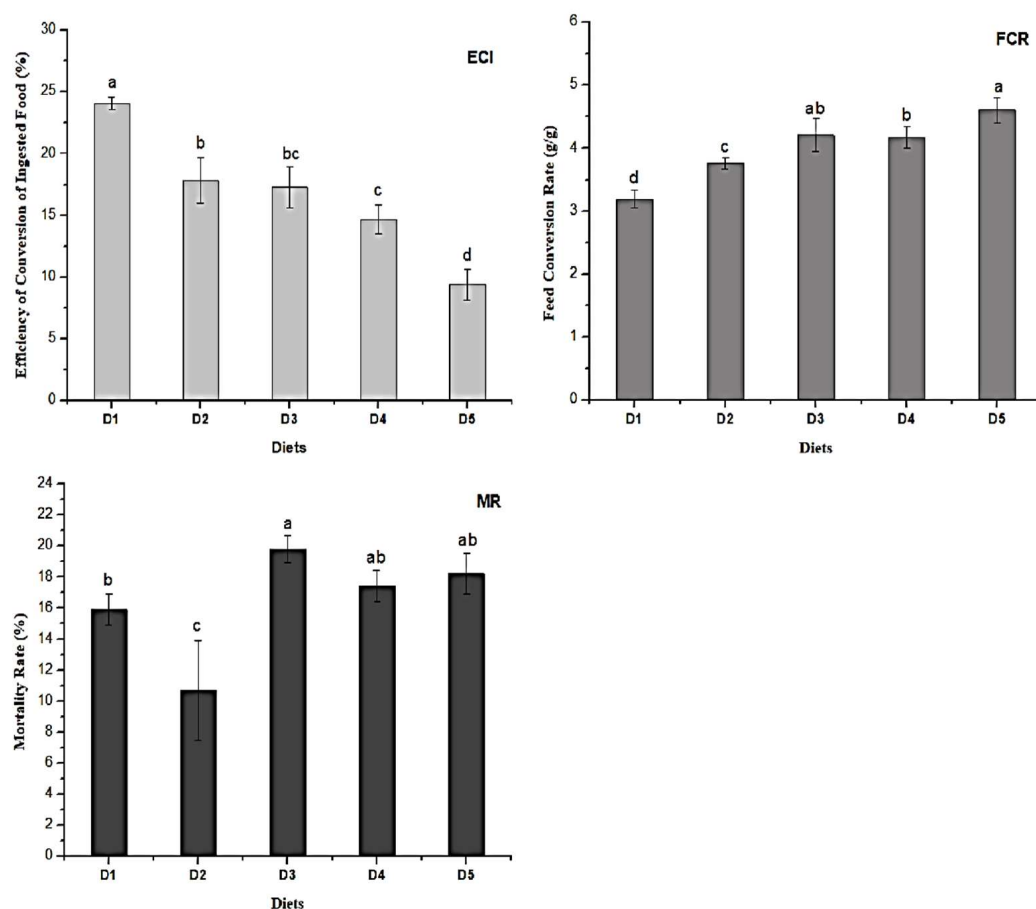 ECI
Efficiency of Conversion of Ingested Food (%)
30
25
20
15
10
5
0
a
b
bc
c
d
D1 D2 D3 D4 D5
Diets
FCR
Feed Conversion Rate (g/g)
6
5
4
3
2
1
0
d
c
ab
b
a
D1 D2 D3 D4 D5
Diets
MR
Mortality Rate (%)
24
22
20
18
16
14
12
10
8
6
4
2
0
b
c
a
ab
ab
D1 D2 D3 D4 D5
Diets